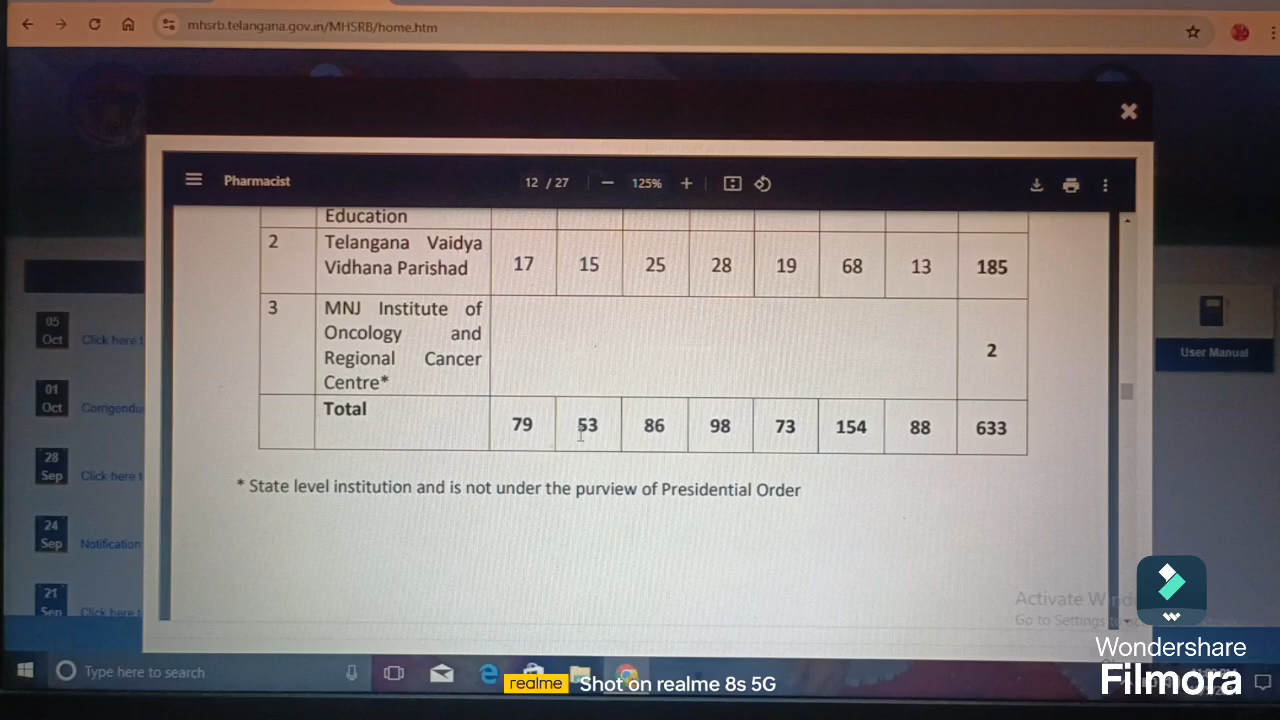 mhsrb.telangana.gov.in/MHSRB/home.htm
Pharmacist 12 / 27 125%
Education
2 Telangana Vaidya Vidhana Parishad 17 15 25 28 19 68 13 185
3 MNJ Institute of Oncology and Regional Cancer Centre* 2
Total 79 53 86 98 73 154 88 633
* State level institution and is not under the purview of Presidential Order
05 Oct Click here
01 Oct Corrigendu
28 Sep Click here
24 Sep Notification
21 Sep Click here
User Manual
Activate
Go to Settings
Type here to search
realme Shot on realme 8s 5G
Wondershare
Filmora